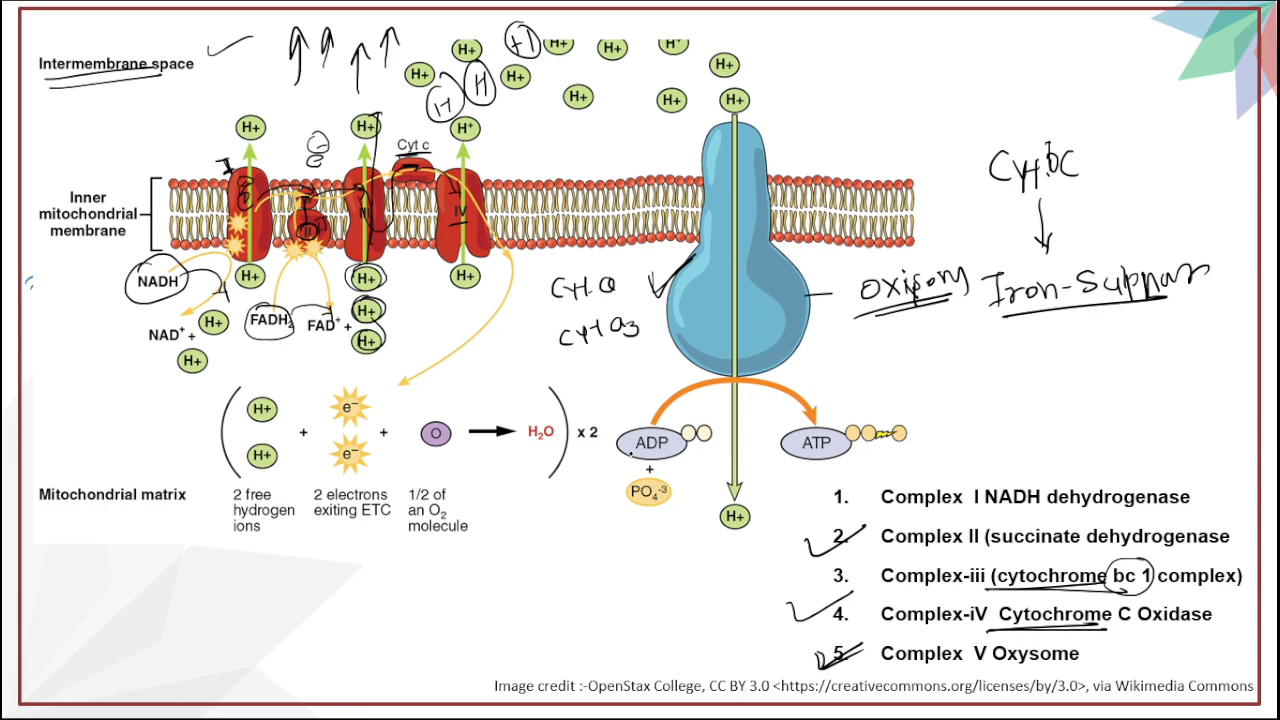 Intermembrane space
H+
H+
H+
H+
H+
H+
H+
H+
H+
H+
H
H
H+
H+
H+
H+
Cyt c
Cyt. bC
I
II
III
IV
Inner
mitochondrial
membrane
NADH
H+
H+
H+
Cyt a
Cyt a3
Iron-Sulphar
NAD+ +
H+
H+
FADH2
FAD+ +
H+
H+
H+
H+
e–
+
+
O
H2O
x 2
H+
e–
ADP
ATP
+
PO4-3
Mitochondrial matrix
2 free
hydrogen
ions
2 electrons
exiting ETC
1/2 of
an O2
molecule
H+
1. Complex I NADH dehydrogenase
2. Complex II (succinate dehydrogenase
3. Complex-iii (cytochrome bc 1 complex)
4. Complex-iV Cytochrome C Oxidase
5. Complex V Oxysome
Image credit :-OpenStax College, CC BY 3.0 <https://creativecommons.org/licenses/by/3.0>, via Wikimedia Commons